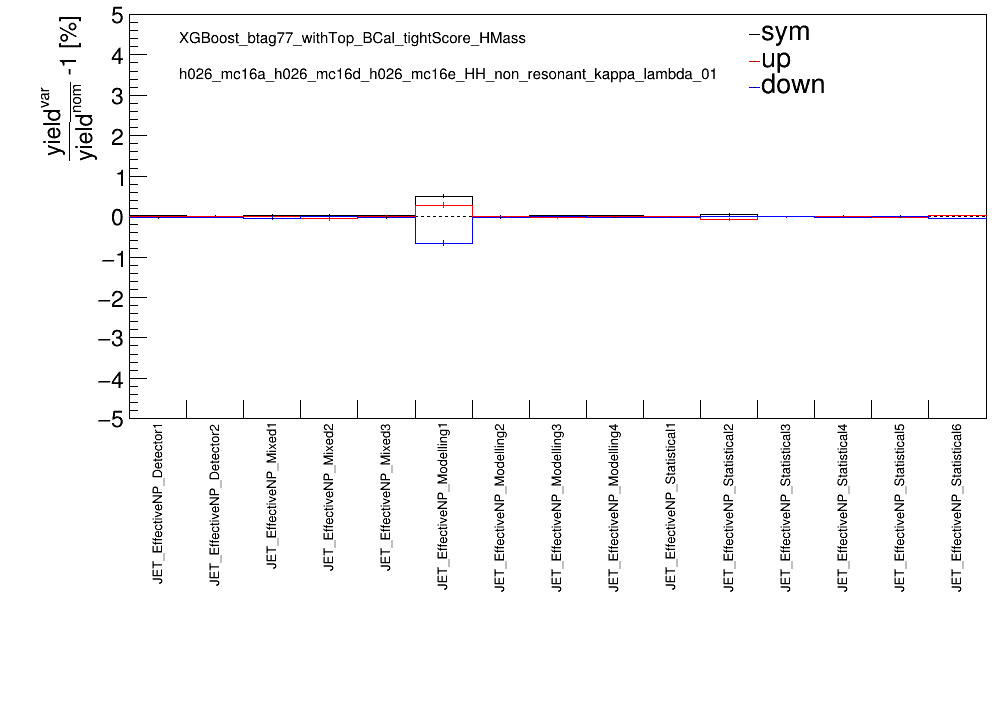 yield^var / yield^nom -1 [%]
XGBoost_btag77_withTop_BCal_tightScore_HMass
h026_mc16a_h026_mc16d_h026_mc16e_HH_non_resonant_kappa_lambda_01
sym
up
down
5
4
3
2
1
0
−1
−2
−3
−4
−5
JET_EffectiveNP_Detector1
JET_EffectiveNP_Detector2
JET_EffectiveNP_Mixed1
JET_EffectiveNP_Mixed2
JET_EffectiveNP_Mixed3
JET_EffectiveNP_Modelling1
JET_EffectiveNP_Modelling2
JET_EffectiveNP_Modelling3
JET_EffectiveNP_Modelling4
JET_EffectiveNP_Statistical1
JET_EffectiveNP_Statistical2
JET_EffectiveNP_Statistical3
JET_EffectiveNP_Statistical4
JET_EffectiveNP_Statistical5
JET_EffectiveNP_Statistical6